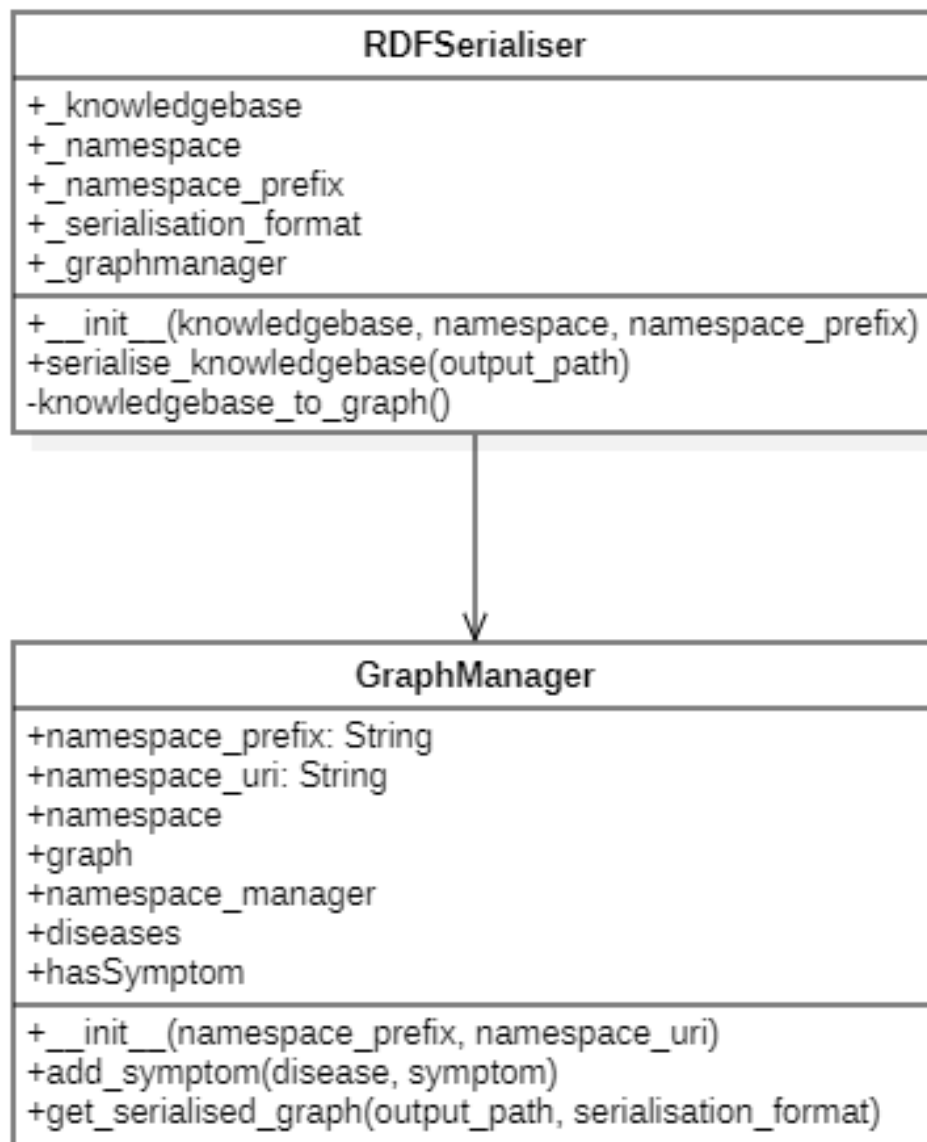 RDFSerialiser
+_knowledgebase
+_namespace
+_namespace_prefix
+_serialisation_format
+_graphmanager
+__init__(knowledgebase, namespace, namespace_prefix)
+serialise_knowledgebase(output_path)
-knowledgebase_to_graph()
GraphManager
+namespace_prefix: String
+namespace_uri: String
+namespace
+graph
+namespace_manager
+diseases
+hasSymptom
+__init__(namespace_prefix, namespace_uri)
+add_symptom(disease, symptom)
+get_serialised_graph(output_path, serialisation_format)